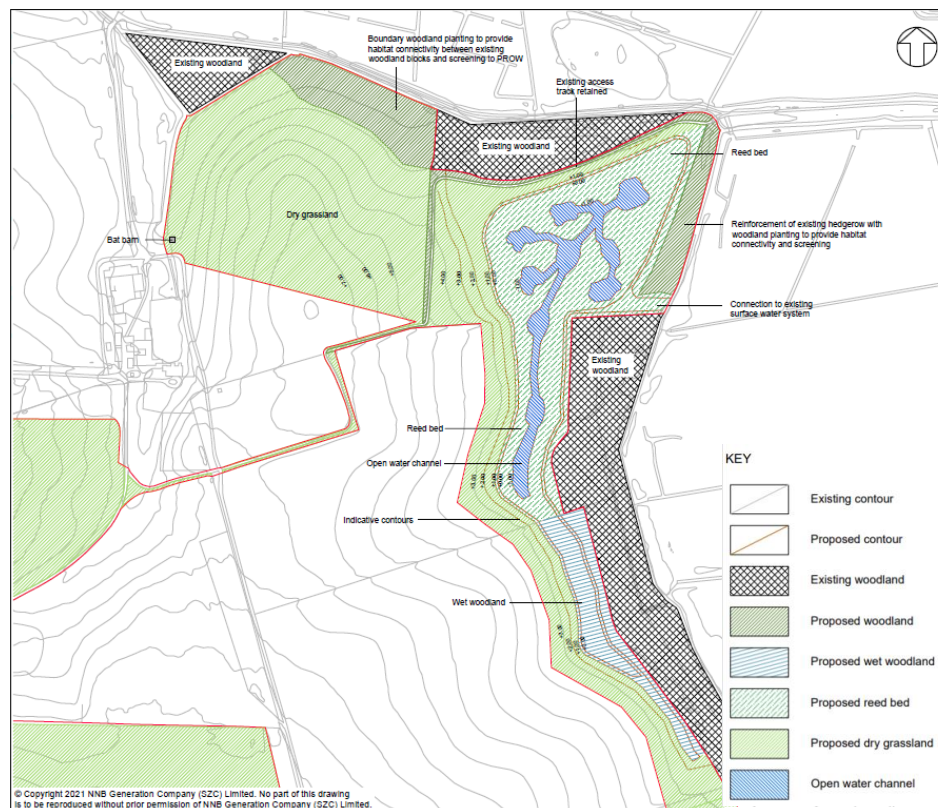 Boundary woodland planting to provide
habitat connectivity between existing
woodland blocks and screening to PROW
Existing woodland
Existing access
track retained
Existing woodland
Reed bed
Dry grassland
Reinforcement of existing hedgerow with
woodland planting to provide habitat
connectivity and screening
Bat barn
Connection to existing
surface water system
Existing
woodland
Reed bed
Open water channel
Indicative contours
Wet woodland
KEY
Existing contour
Proposed contour
Existing woodland
Proposed woodland
Proposed wet woodland
Proposed reed bed
Proposed dry grassland
Open water channel
© Copyright 2021 NNB Generation Company (SZC) Limited. No part of this drawing
is to be reproduced without prior permission of NNB Generation Company (SZC) Limited.